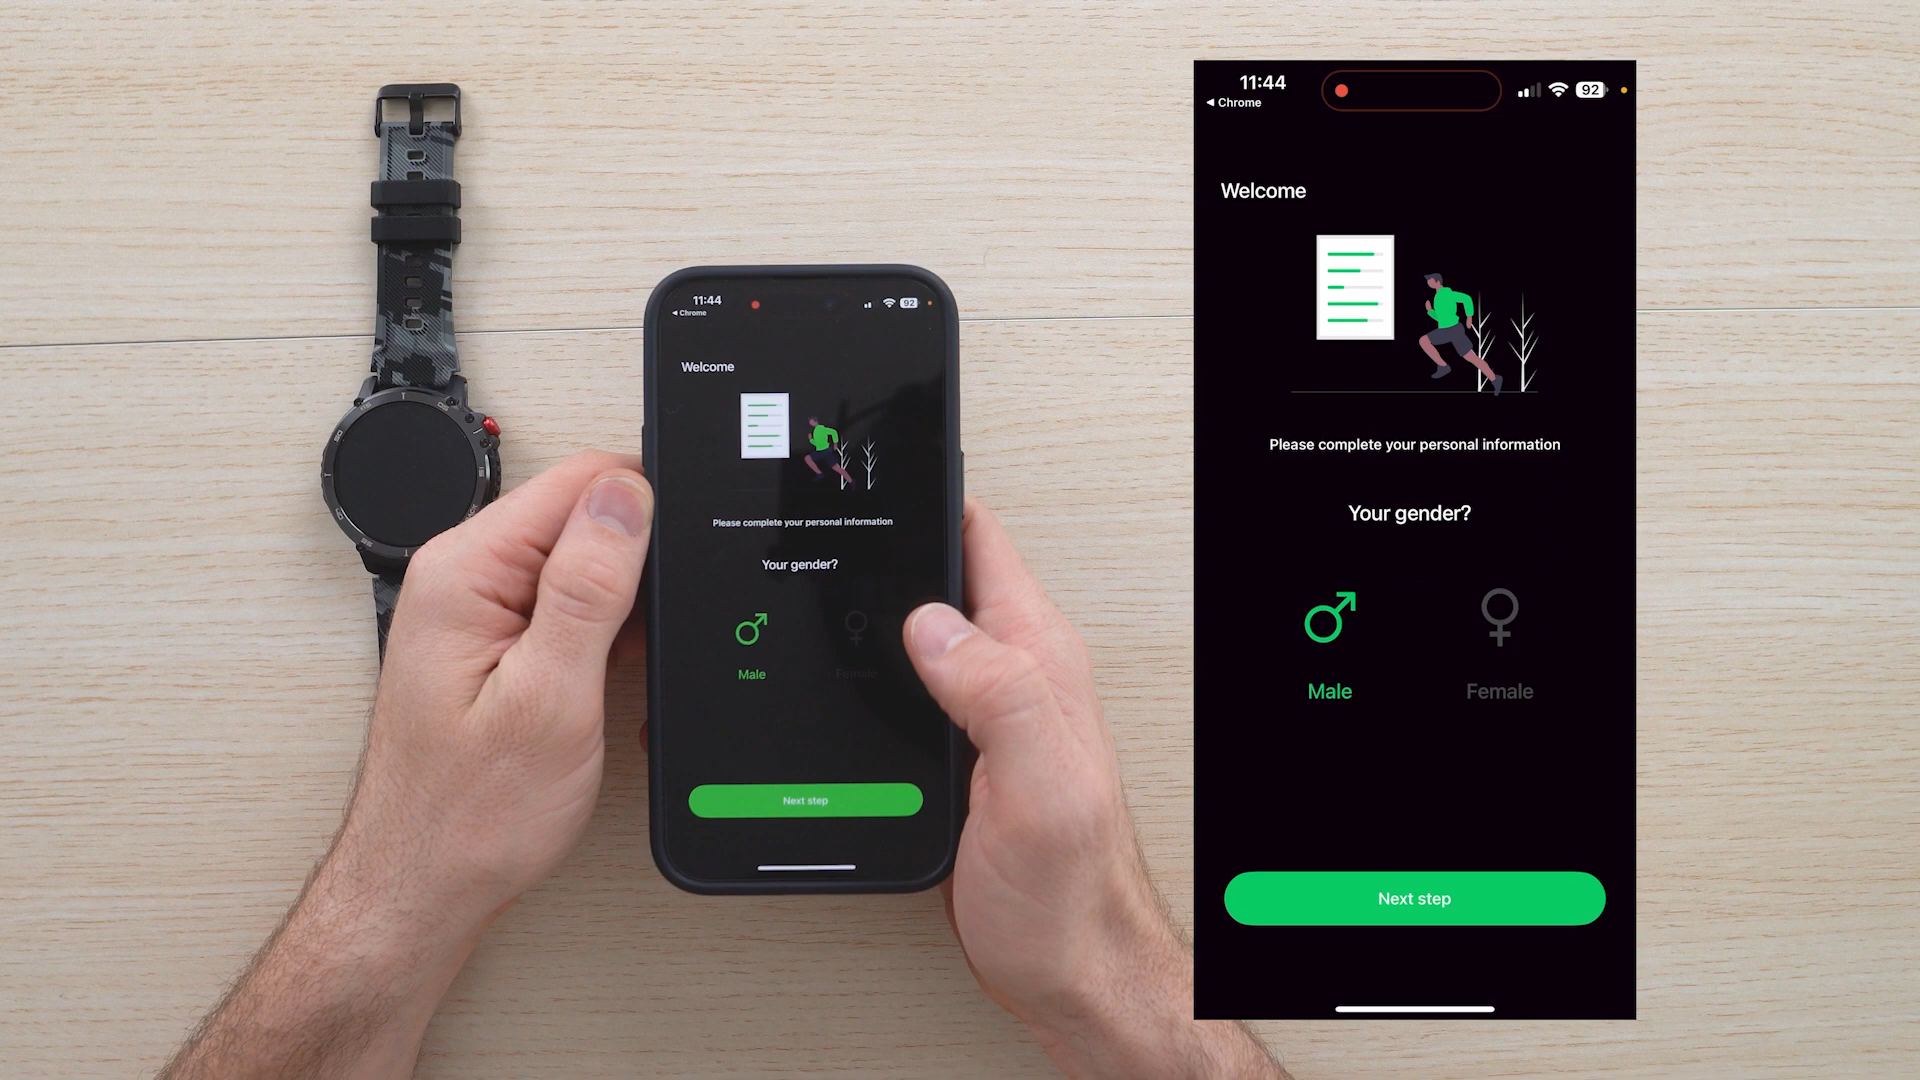 11:44
Chrome
92
Welcome
Please complete your personal information
Your gender?
Male
Female
Next step
11:44
Chrome
92
Welcome
Please complete your personal information
Your gender?
Male
Female
Next step